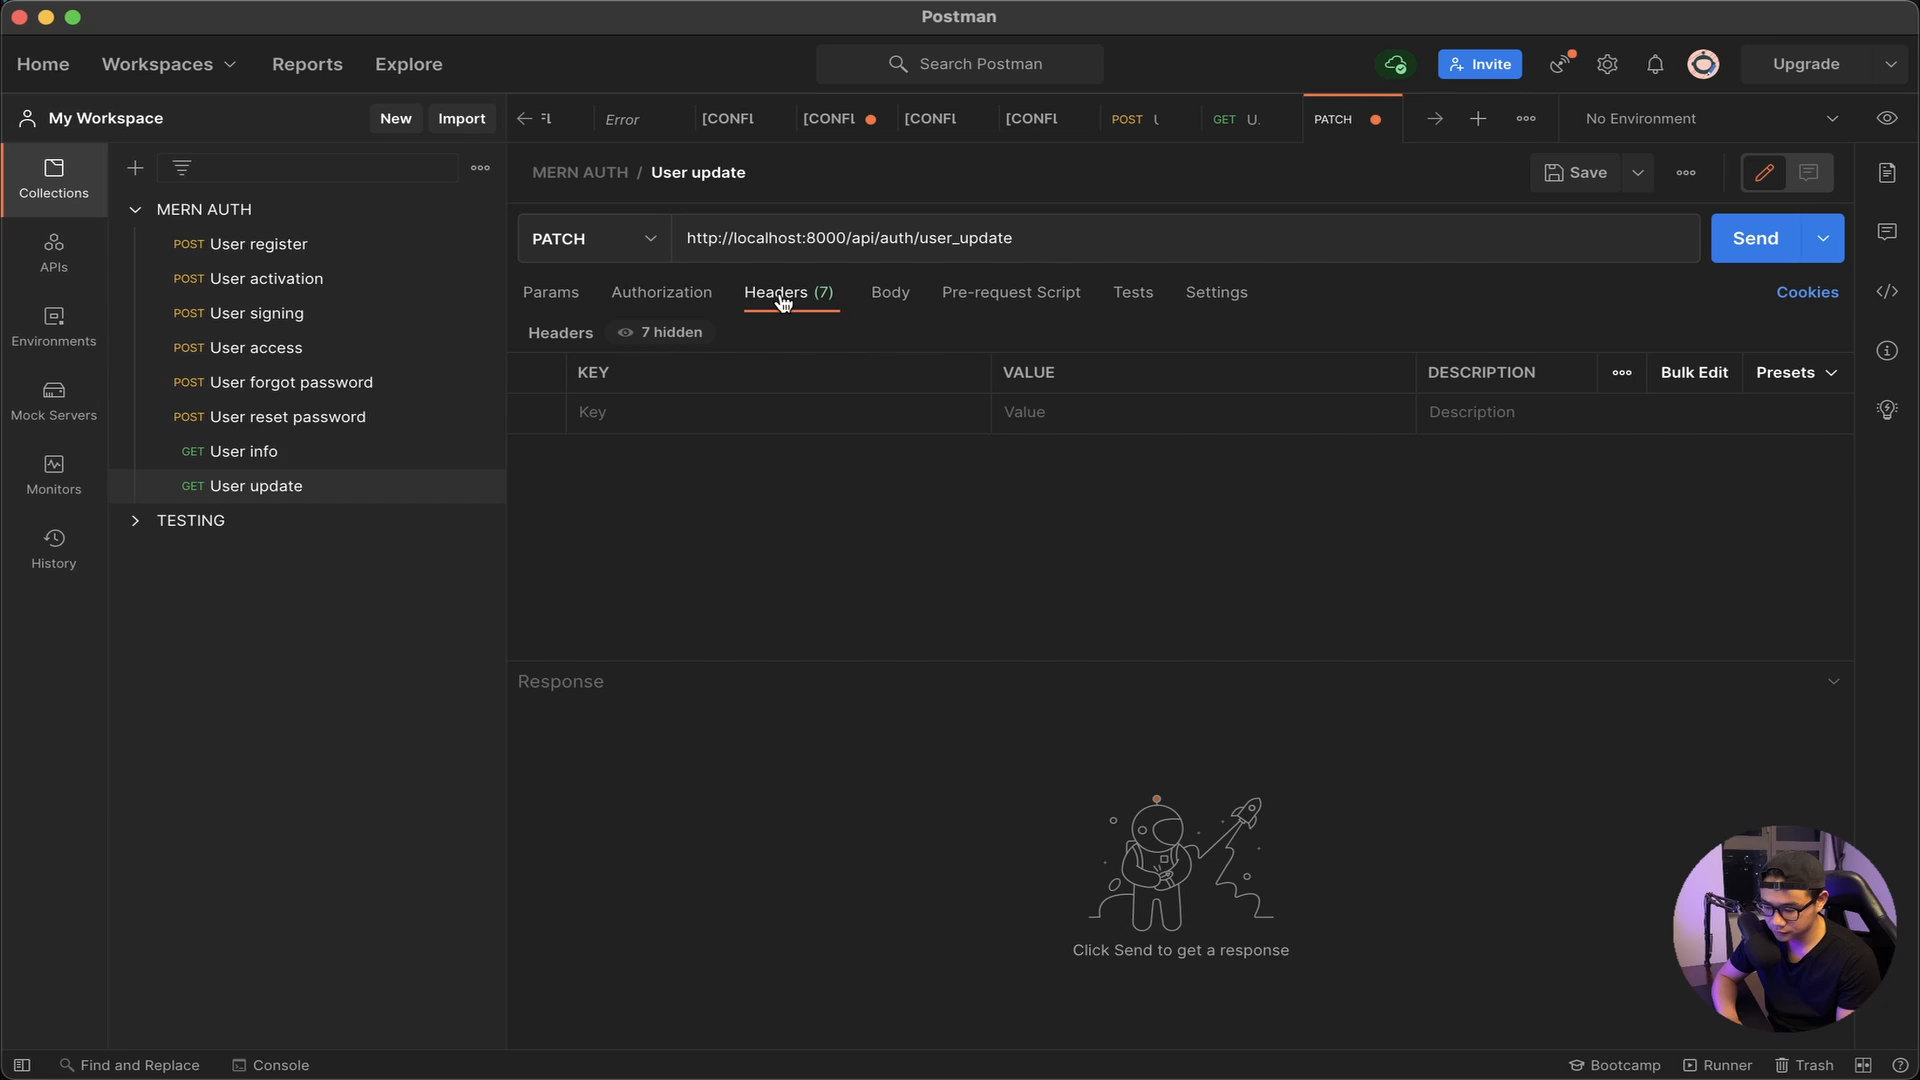 Postman
Home
Workspaces
Reports
Explore
Search Postman
Invite
Upgrade
My Workspace
New
Import
Error
[CONFL
[CONFL
[CONFL
[CONFL
POST
GET U.
PATCH
No Environment
Collections
APIs
Environments
Mock Servers
Monitors
History
MERN AUTH
POST User register
POST User activation
POST User signing
POST User access
POST User forgot password
POST User reset password
GET User info
GET User update
TESTING
MERN AUTH / User update
Save
PATCH
http://localhost:8000/api/auth/user_update
Send
Params
Authorization
Headers (7)
Body
Pre-request Script
Tests
Settings
Cookies
Headers
7 hidden
KEY
VALUE
DESCRIPTION
Bulk Edit
Presets
Key
Value
Description
Response
Click Send to get a response
Find and Replace
Console
Bootcamp
Runner
Trash